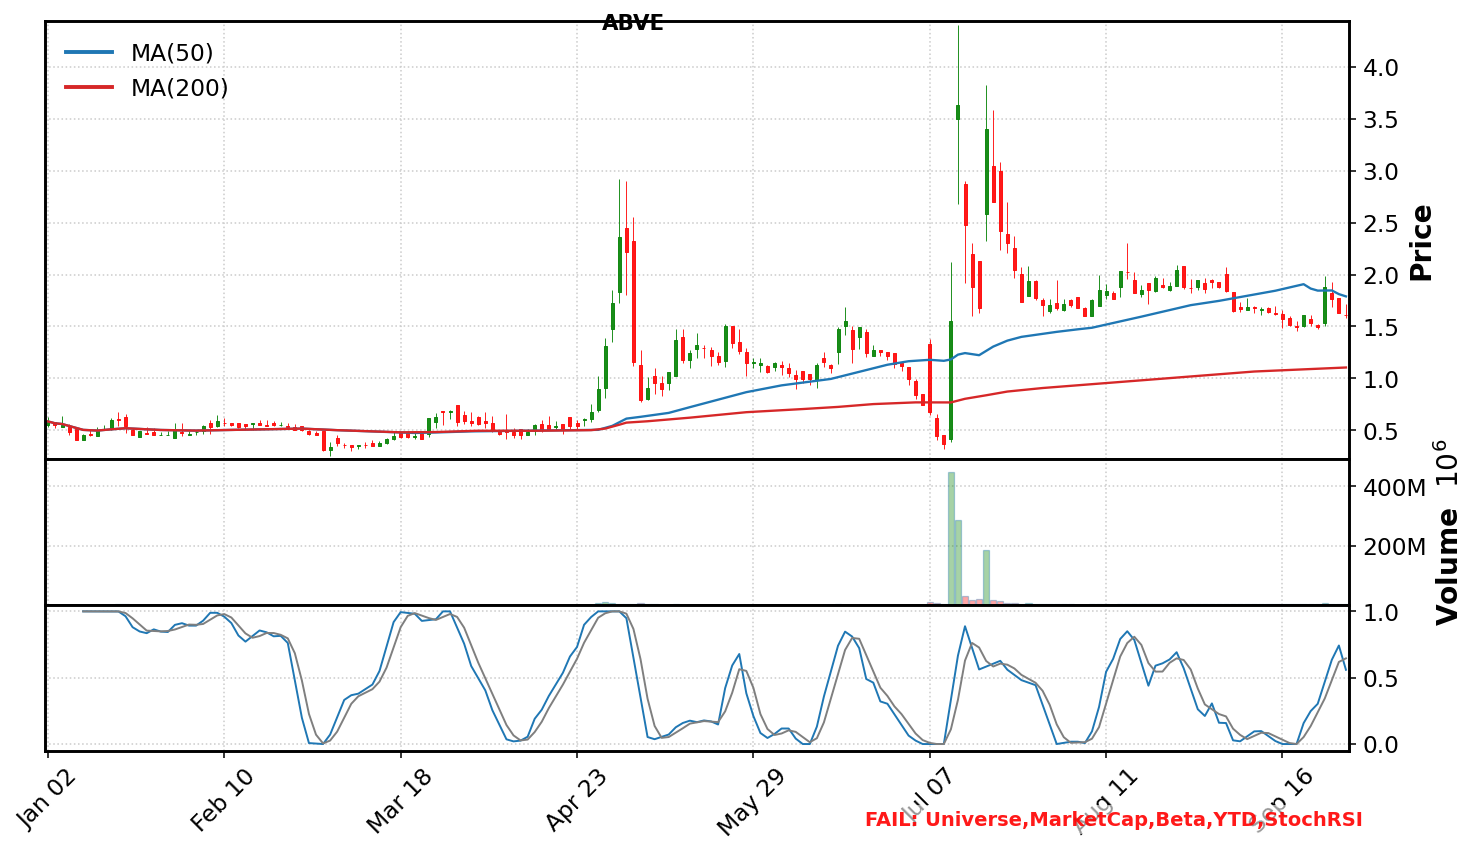 ABVE
MA(50)
MA(200)
4.0
3.5
3.0
2.5
2.0
1.5
1.0
0.5
Price
400M
200M
Volume 10⁶
1.0
0.5
0.0
Jan 02
Feb 10
Mar 18
Apr 23
May 29
Jul 07
Aug 11
Sep 16
FAIL: Universe,MarketCap,Beta,YTD,StochRSI